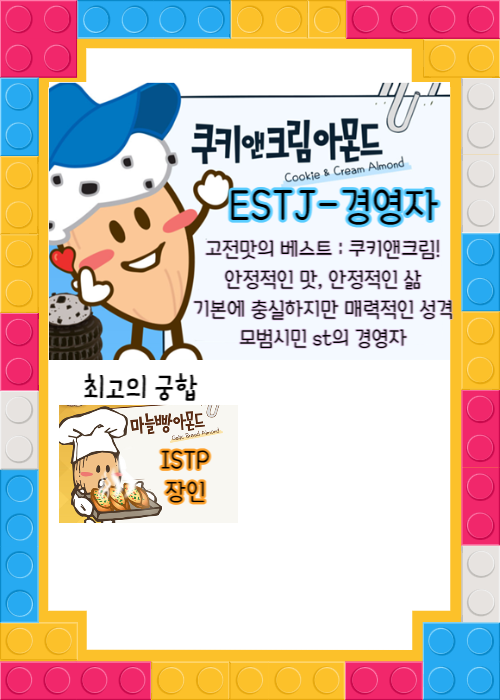 쿠키앤크림아몬드
Cookie & Cream Almond
ESTJ-경영자
고전맛의 베스트 : 쿠키앤크림!
안정적인 맛, 안정적인 삶
기본에 충실하지만 매력적인 성격
모범시민 st의 경영자
최고의 궁합
마늘빵아몬드
Garlic Bread Almond
ISTP
장인